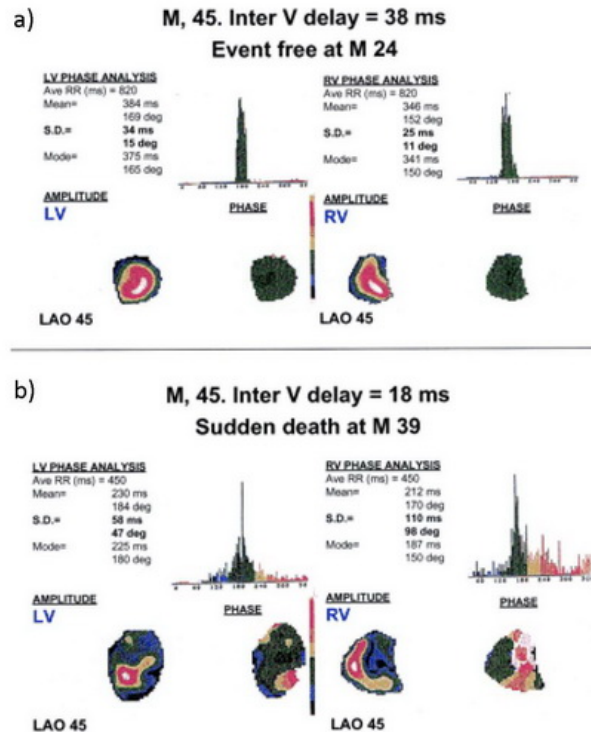 a)
M, 45. Inter V delay = 38 ms
Event free at M 24
LV PHASE ANALYSIS
Ave RR (ms) = 820
Mean= 384 ms
169 deg
S.D.= 34 ms
15 deg
Mode= 375 ms
165 deg
RV PHASE ANALYSIS
Ave RR (ms) = 820
Mean= 346 ms
152 deg
S.D.= 25 ms
11 deg
Mode= 341 ms
150 deg
AMPLITUDE
LV
PHASE
AMPLITUDE
RV
PHASE
LAO 45
LAO 45
b)
M, 45. Inter V delay = 18 ms
Sudden death at M 39
LV PHASE ANALYSIS
Ave RR (ms) = 450
Mean= 230 ms
184 deg
S.D.= 58 ms
47 deg
Mode= 225 ms
180 deg
RV PHASE ANALYSIS
Ave RR (ms) = 450
Mean= 212 ms
170 deg
S.D.= 110 ms
98 deg
Mode= 187 ms
150 deg
AMPLITUDE
LV
PHASE
AMPLITUDE
RV
PHASE
LAO 45
LAO 45